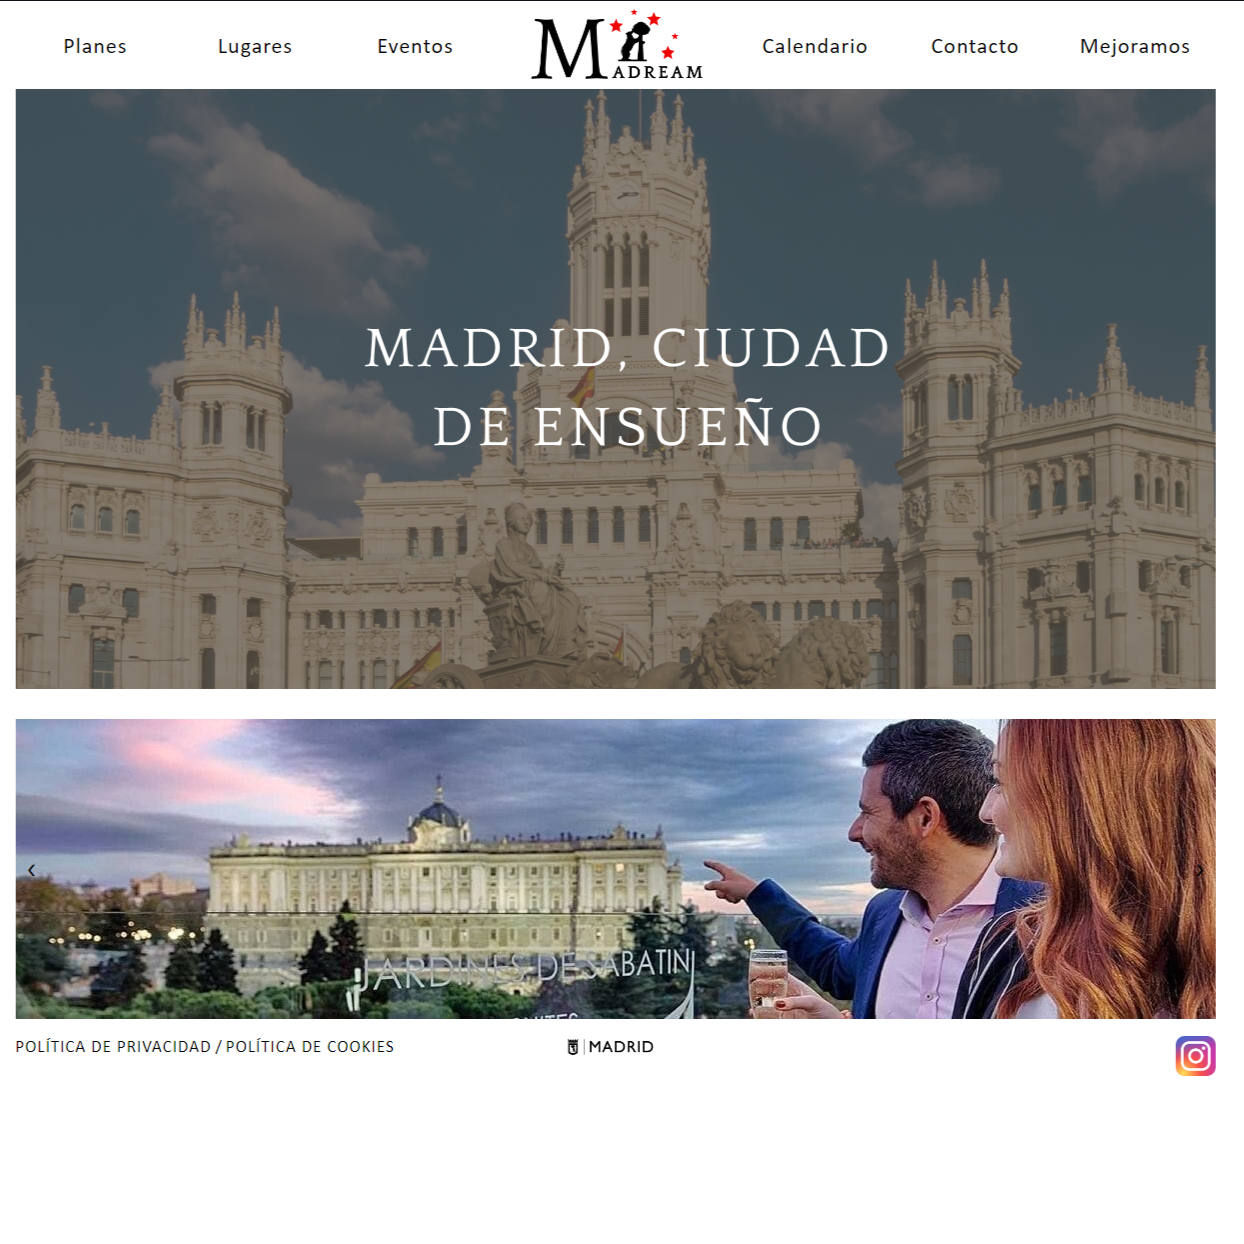 Planes
Lugares
Eventos
MADREAM
Calendario
Contacto
Mejoramos
MADRID, CIUDAD
DE ENSUEÑO
‹
›
JARDINES DE SABATINI
POLÍTICA DE PRIVACIDAD / POLÍTICA DE COOKIES
MADRID